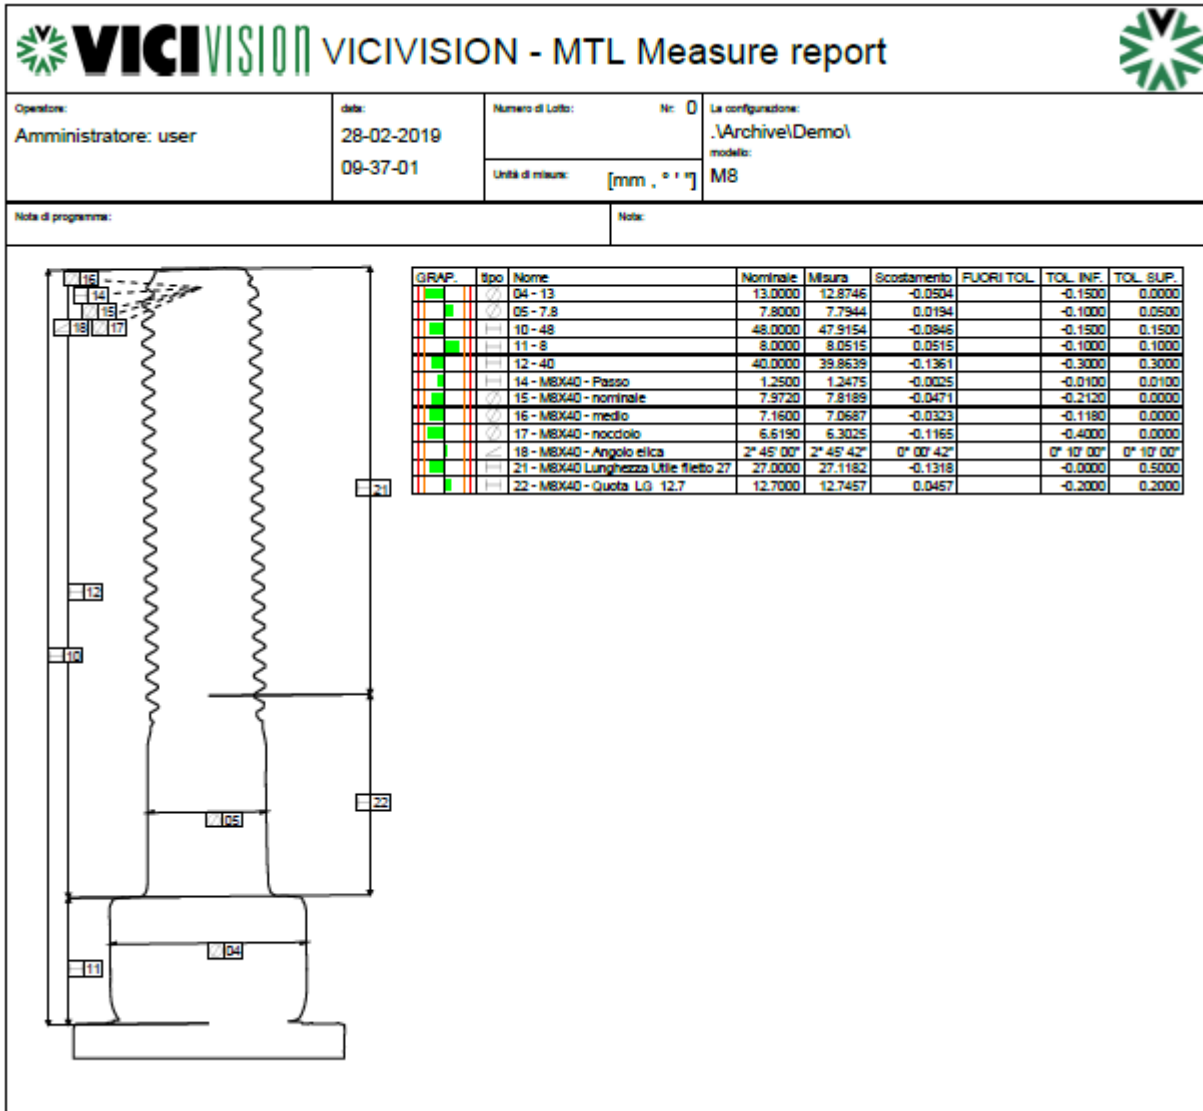 VICIVISION VICIVISION - MTL Measure report
Operatore:
Amministratore: user
data:
28-02-2019
09-37-01
Numero di Lotto: Nr: 0
Unità di misura: [mm , ° ' "]
La configurazione:
.\Archive\Demo\
modello:
M8
Nota di programma:
Note:
GRAP. tipo Nome Nominale Misura Scostamento FUORI TOL. TOL. INF. TOL. SUP.
04 - 13 13.0000 12.8746 -0.0504 -0.1500 0.0000
05 - 7.8 7.8000 7.7944 0.0194 -0.1000 0.0500
10 - 48 48.0000 47.9154 -0.0846 -0.1500 0.1500
11 - 8 8.0000 8.0515 0.0515 -0.1000 0.1000
12 - 40 40.0000 39.8639 -0.1361 -0.3000 0.3000
14 - M8X40 - Passo 1.2500 1.2475 -0.0025 -0.0100 0.0100
15 - M8X40 - nominale 7.9720 7.8189 -0.0471 -0.2120 0.0000
16 - M8X40 - medio 7.1600 7.0687 -0.0323 -0.1180 0.0000
17 - M8X40 - nocciolo 6.6190 6.3025 -0.1165 -0.4000 0.0000
18 - M8X40 - Angolo elica 2° 45' 00" 2° 45' 42" 0° 00' 42" 0° 10' 00" 0° 10' 00"
21 - M8X40 Lunghezza Utile filetto 27 27.0000 27.1182 -0.1318 -0.0000 0.5000
22 - M8X40 - Quota LG 12.7 12.7000 12.7457 0.0457 -0.2000 0.2000
16
14
15
18 17
21
12
10
22
05
04
11